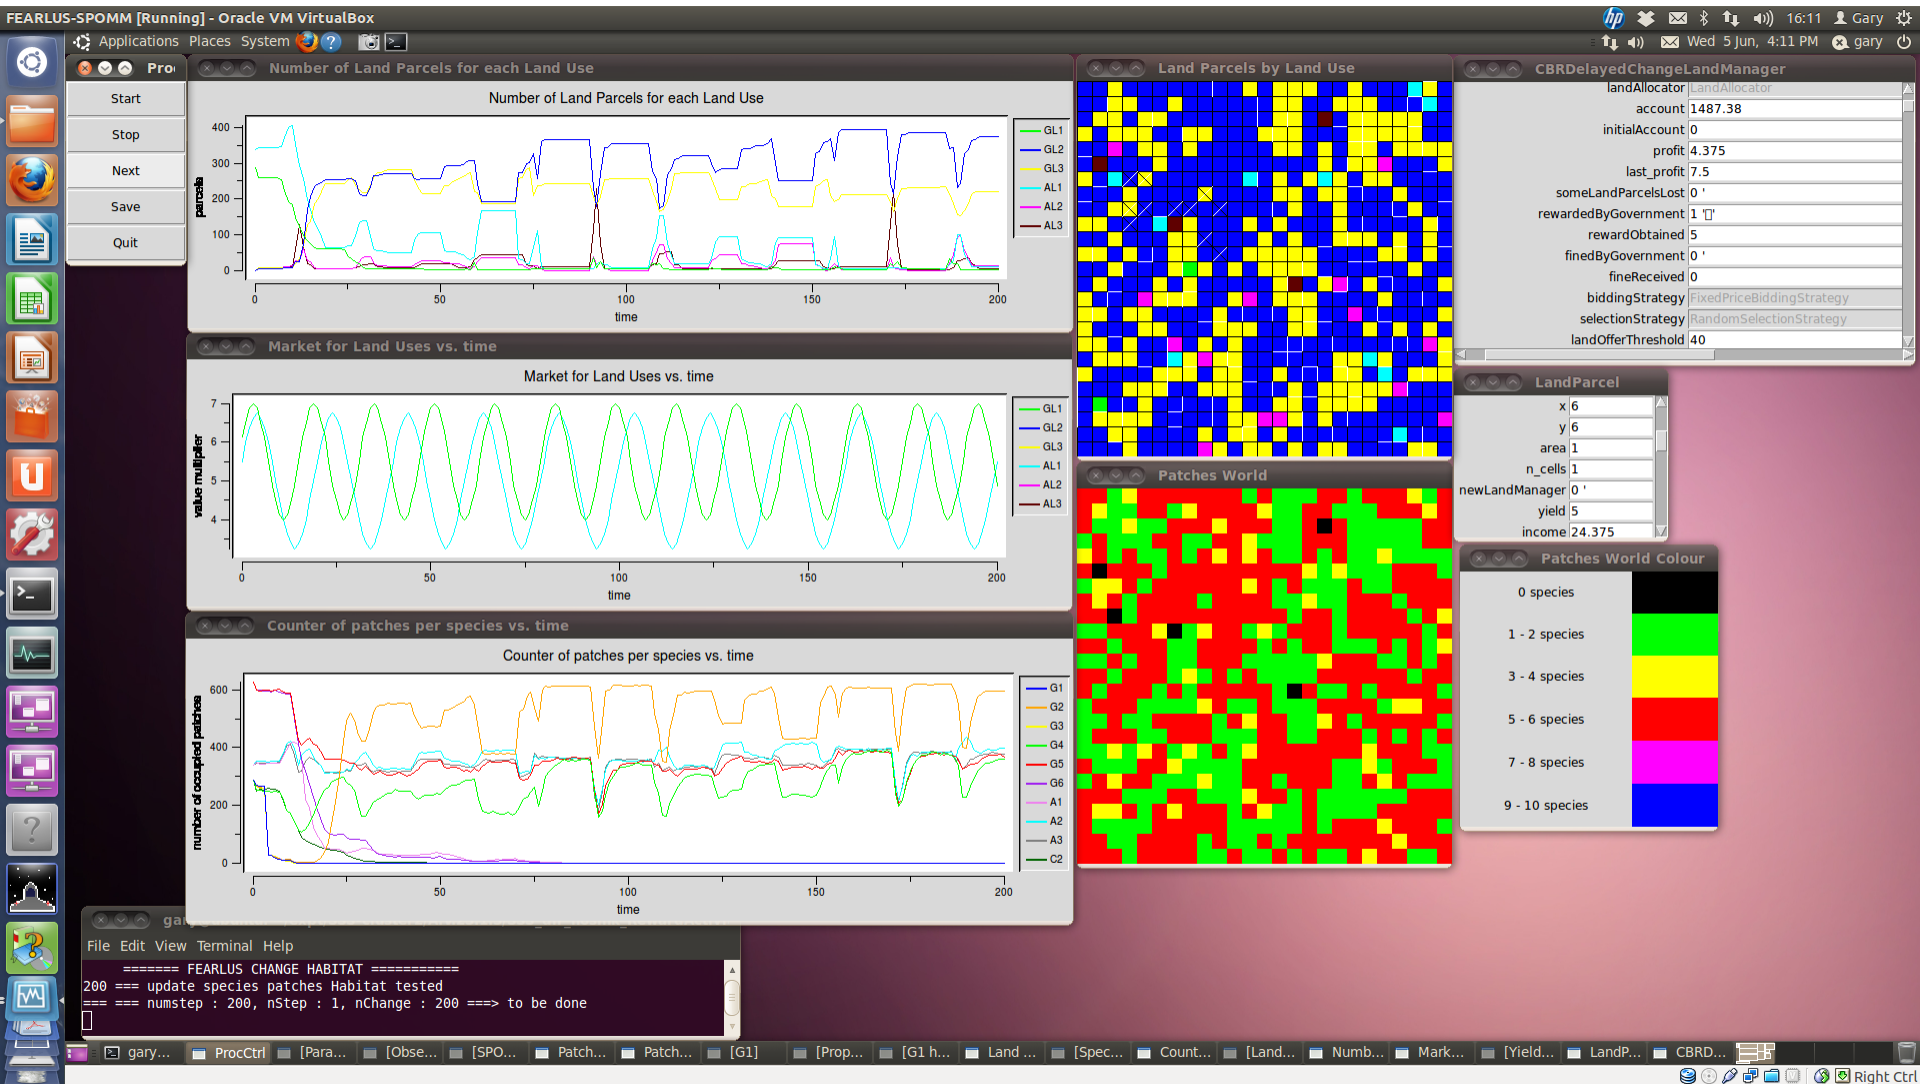 FEARLUS-SPOMM [Running] - Oracle VM VirtualBox
16:11 Gary
Applications Places System
Wed 5 Jun, 4:11 PM gary
Start
Stop
Next
Save
Quit
Number of Land Parcels for each Land Use
Number of Land Parcels for each Land Use
parcels
400
300
200
100
0
0 50 100 150 200
time
GL1
GL2
GL3
AL1
AL2
AL3
Market for Land Uses vs. time
Market for Land Uses vs. time
value multiplier
7
6
5
4
0 50 100 150 200
time
GL1
GL2
GL3
AL1
AL2
AL3
Counter of patches per species vs. time
Counter of patches per species vs. time
number of occupied patches
600
400
200
0
0 50 100 150 200
time
G1
G2
G3
G4
G5
G6
A1
A2
A3
C2
Land Parcels by Land Use
Patches World
CBRDelayedChangeLandManager
landAllocator LandAllocator
account 1487.38
initialAccount 0
profit 4.375
last_profit 7.5
someLandParcelsLost 0 '
rewardedByGovernment 1
rewardObtained 5
finedByGovernment 0 '
fineReceived 0
biddingStrategy FixedPriceBiddingStrategy
selectionStrategy RandomSelectionStrategy
landOfferThreshold 40
LandParcel
x 6
y 6
area 1
n_cells 1
newLandManager 0 '
yield 5
income 24.375
Patches World Colour
0 species
1 - 2 species
3 - 4 species
5 - 6 species
7 - 8 species
9 - 10 species
File Edit View Terminal Help
======= FEARLUS CHANGE HABITAT ===========
200 === update species patches Habitat tested
=== === numstep : 200, nStep : 1, nChange : 200 ===> to be done
gary... ProcCtrl [Para... [Obse... [SPO... Patch... Patch... [G1] [Prop... [G1 h... Land ... [Spec... Count... [Land... Numb... Mark... [Yield... LandP... CBRD...
Right Ctrl